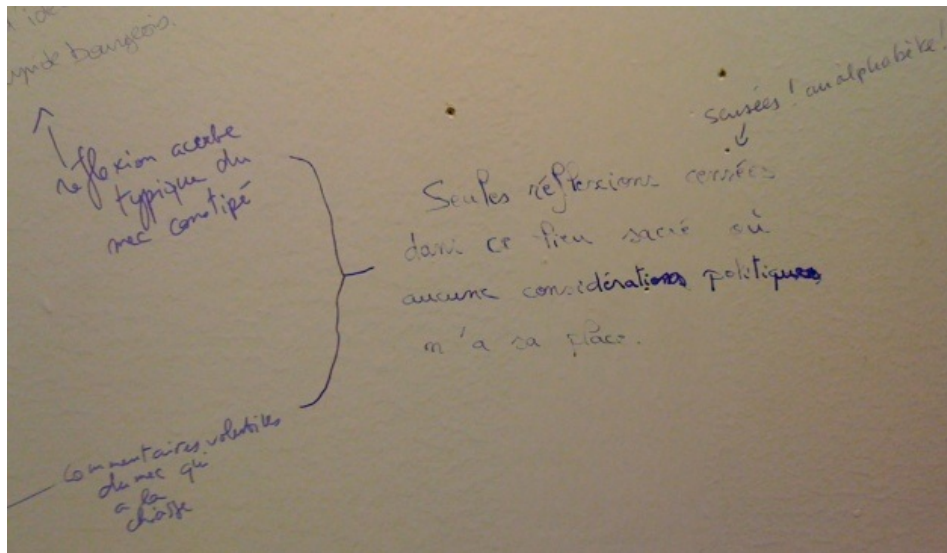 bourgeois.
réflexion acerbe
typique du
mec constipé
sensées ! analphabète !
Seules réflexions censées
dans ce lieu sacré où
aucune considérations politiques
n'a sa place.
commentaires volubiles
du mec qui
a la
chiasse